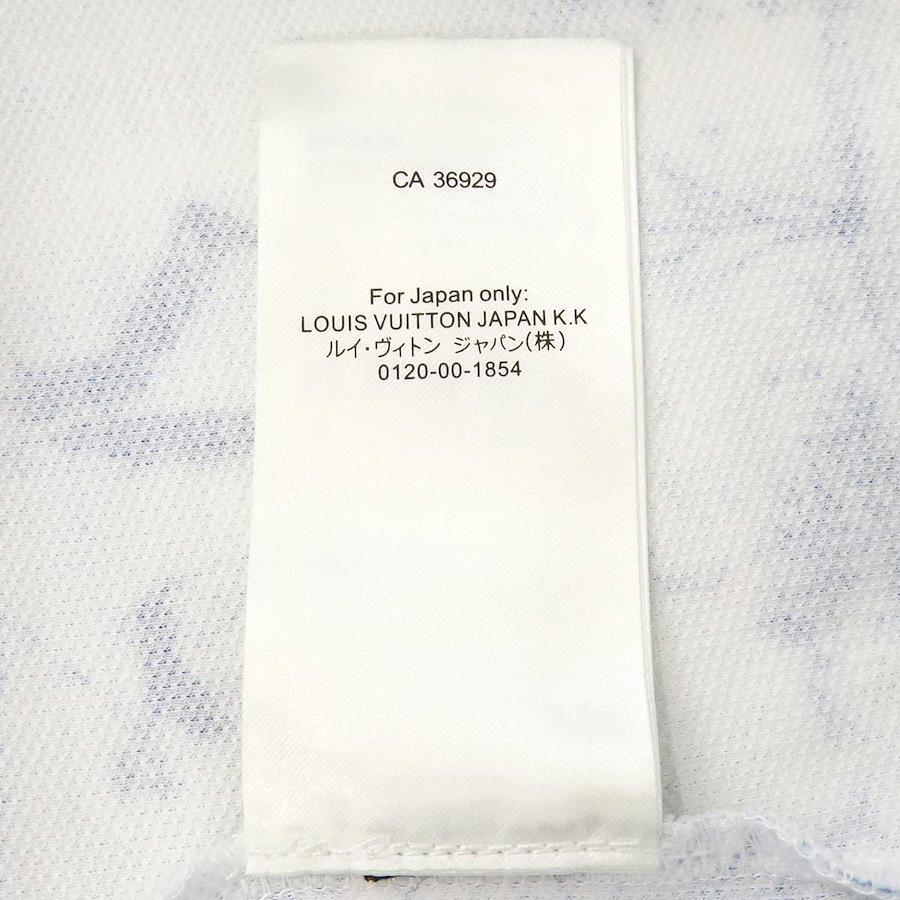 CA 36929
For Japan only:
LOUIS VUITTON JAPAN K.K
ルイ・ヴィトン ジャパン(株)
0120-00-1854